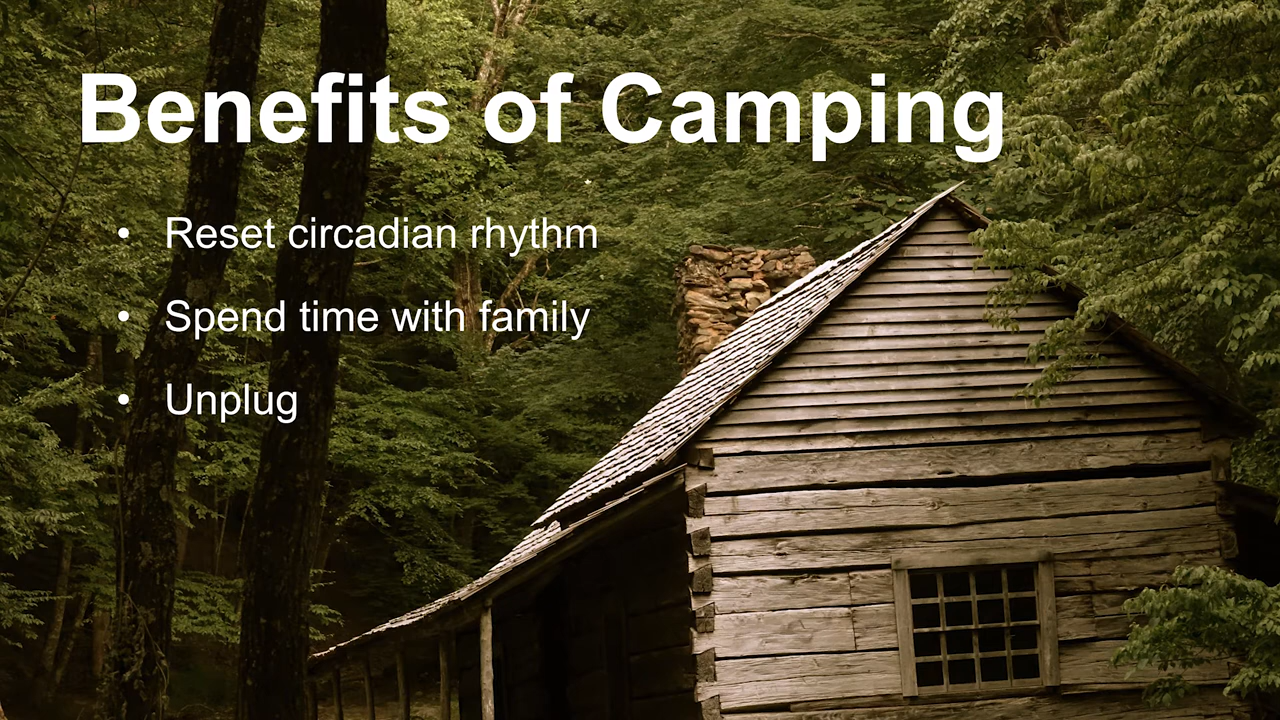 Benefits of Camping
• Reset circadian rhythm
• Spend time with family
• Unplug